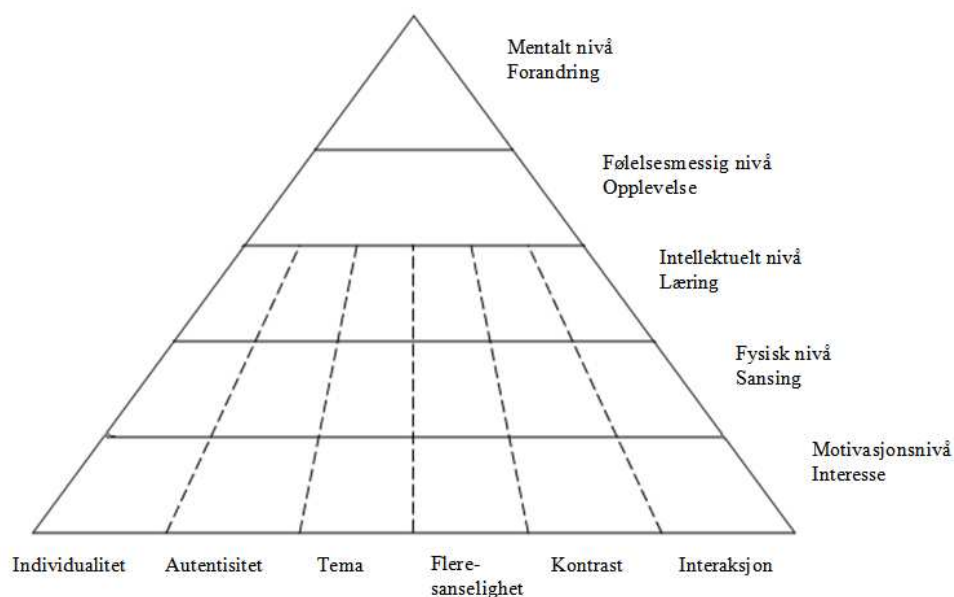 Mentalt nivå
Forandring
Følelsesmessig nivå
Opplevelse
Intellektuelt nivå
Læring
Fysisk nivå
Sansing
Motivasjonsnivå
Interesse
Individualitet Autentisitet Tema Flere- Kontrast Interaksjon
sanselighet